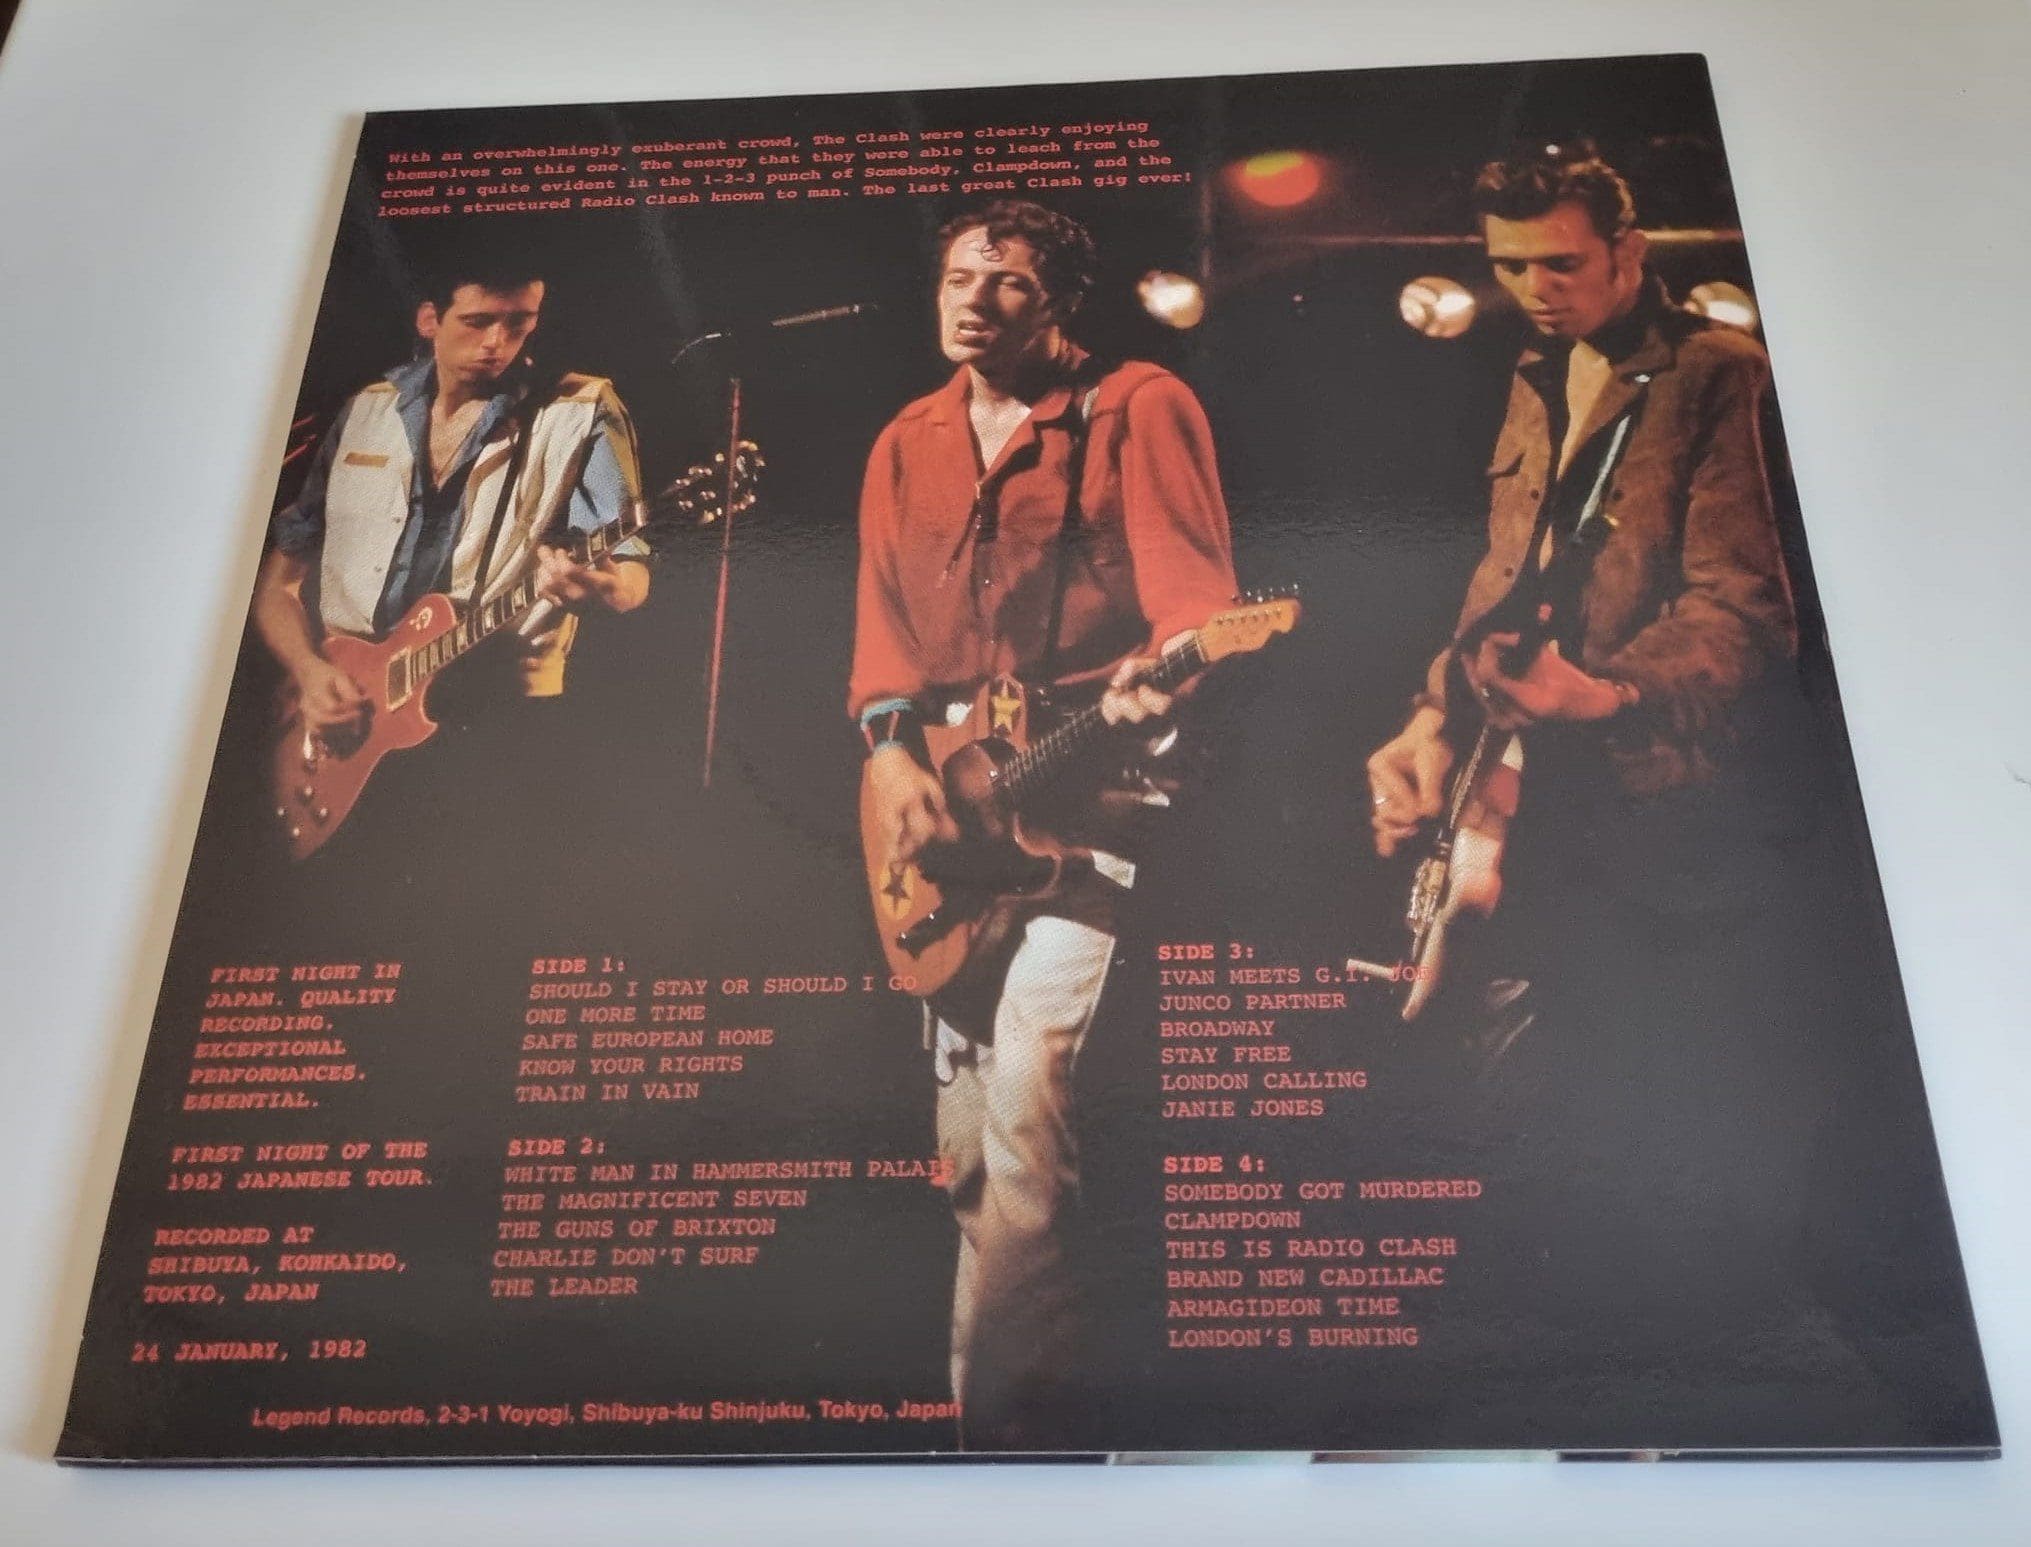 With an overwhelmingly exuberant crowd, The Clash were clearly enjoying
themselves on this one. The energy that they were able to leach from the
crowd is quite evident in the 1-2-3 punch of Somebody, Clampdown, and the
loosest structured Radio Clash known to man. The last great Clash gig ever!
FIRST NIGHT IN
JAPAN. QUALITY
RECORDING.
EXCEPTIONAL
PERFORMANCES.
ESSENTIAL.
FIRST NIGHT OF THE
1982 JAPANESE TOUR.
RECORDED AT
SHIBUYA, KOHKAIDO,
TOKYO, JAPAN
24 JANUARY, 1982
SIDE 1:
SHOULD I STAY OR SHOULD I GO
ONE MORE TIME
SAFE EUROPEAN HOME
KNOW YOUR RIGHTS
TRAIN IN VAIN
SIDE 2:
WHITE MAN IN HAMMERSMITH PALAIS
THE MAGNIFICENT SEVEN
THE GUNS OF BRIXTON
CHARLIE DON'T SURF
THE LEADER
SIDE 3:
IVAN MEETS G.I. JOE
JUNCO PARTNER
BROADWAY
STAY FREE
LONDON CALLING
JANIE JONES
SIDE 4:
SOMEBODY GOT MURDERED
CLAMPDOWN
THIS IS RADIO CLASH
BRAND NEW CADILLAC
ARMAGIDEON TIME
LONDON'S BURNING
Legend Records, 2-3-1 Yoyogi, Shibuya-ku Shinjuku, Tokyo, Japan